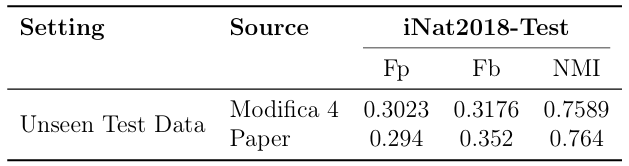 Setting Source iNat2018-Test
Fp Fb NMI
Unseen Test Data
Modifica 4 0.3023 0.3176 0.7589
Paper 0.294 0.352 0.764